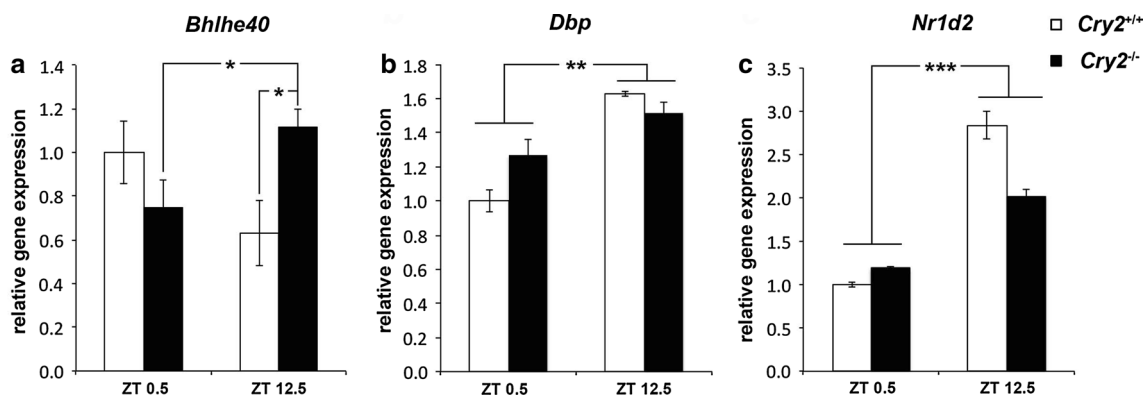 Bhlhe40
Dbp
Nr1d2
Cry2+/+
Cry2-/-
a
relative gene expression
1.4
1.2
1.0
0.8
0.6
0.4
0.2
0.0
*
*
ZT 0.5
ZT 12.5
b
relative gene expression
1.8
1.6
1.4
1.2
1.0
0.8
0.6
0.4
0.2
0.0
**
ZT 0.5
ZT 12.5
c
relative gene expression
3.5
3.0
2.5
2.0
1.5
1.0
0.5
0.0
***
ZT 0.5
ZT 12.5